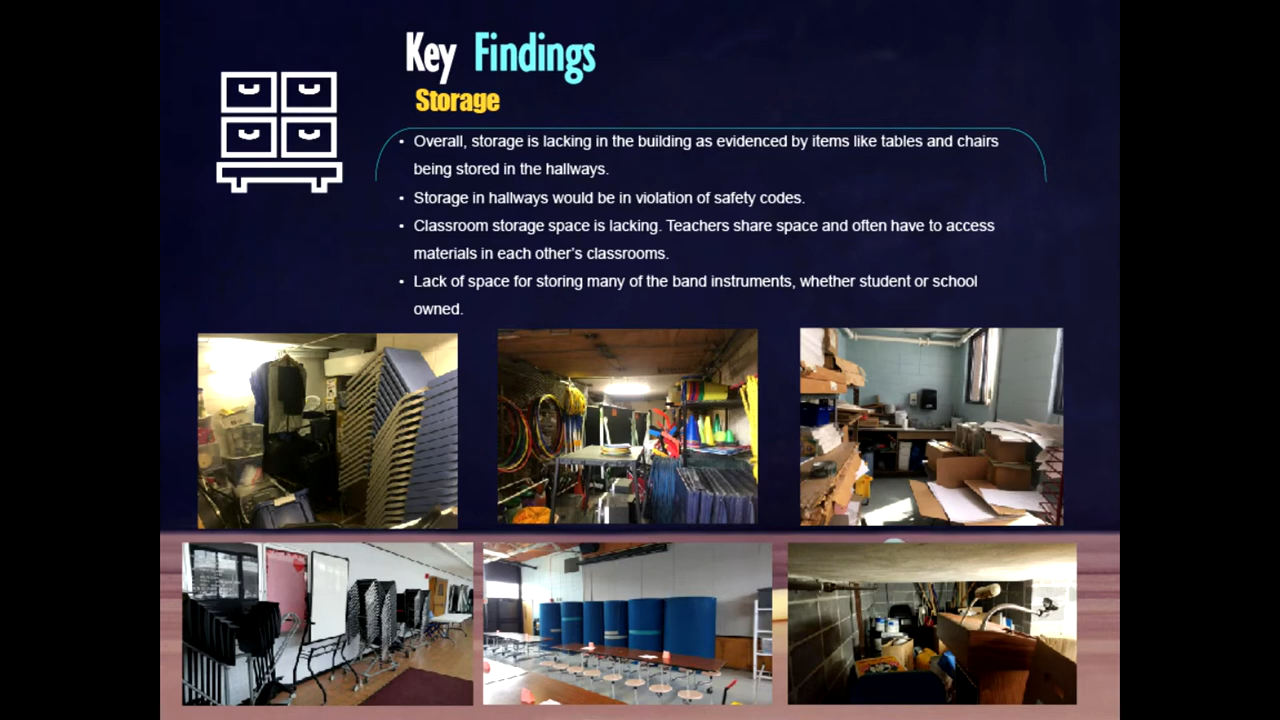 Key Findings
Storage
• Overall, storage is lacking in the building as evidenced by items like tables and chairs
being stored in the hallways.
• Storage in hallways would be in violation of safety codes.
• Classroom storage space is lacking. Teachers share space and often have to access
materials in each other’s classrooms.
• Lack of space for storing many of the band instruments, whether student or school
owned.